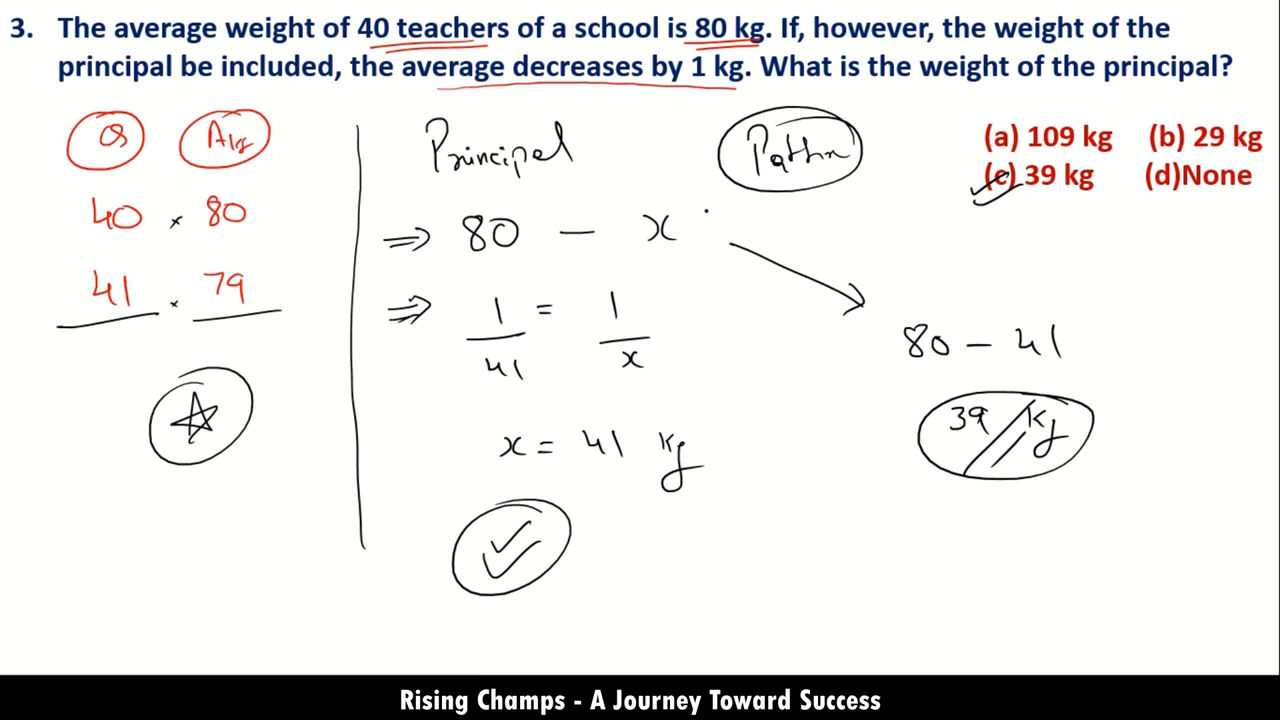 3. The average weight of 40 teachers of a school is 80 kg. If, however, the weight of the
principal be included, the average decreases by 1 kg. What is the weight of the principal?
(a) 109 kg (b) 29 kg
(c) 39 kg (d)None
Avg
40 × 80
41 × 79
Principal
⇒ 80 − x
⇒ 1/41 = 1/x
x = 41 kg
80 − 41
39 kg
Rising Champs - A Journey Toward Success